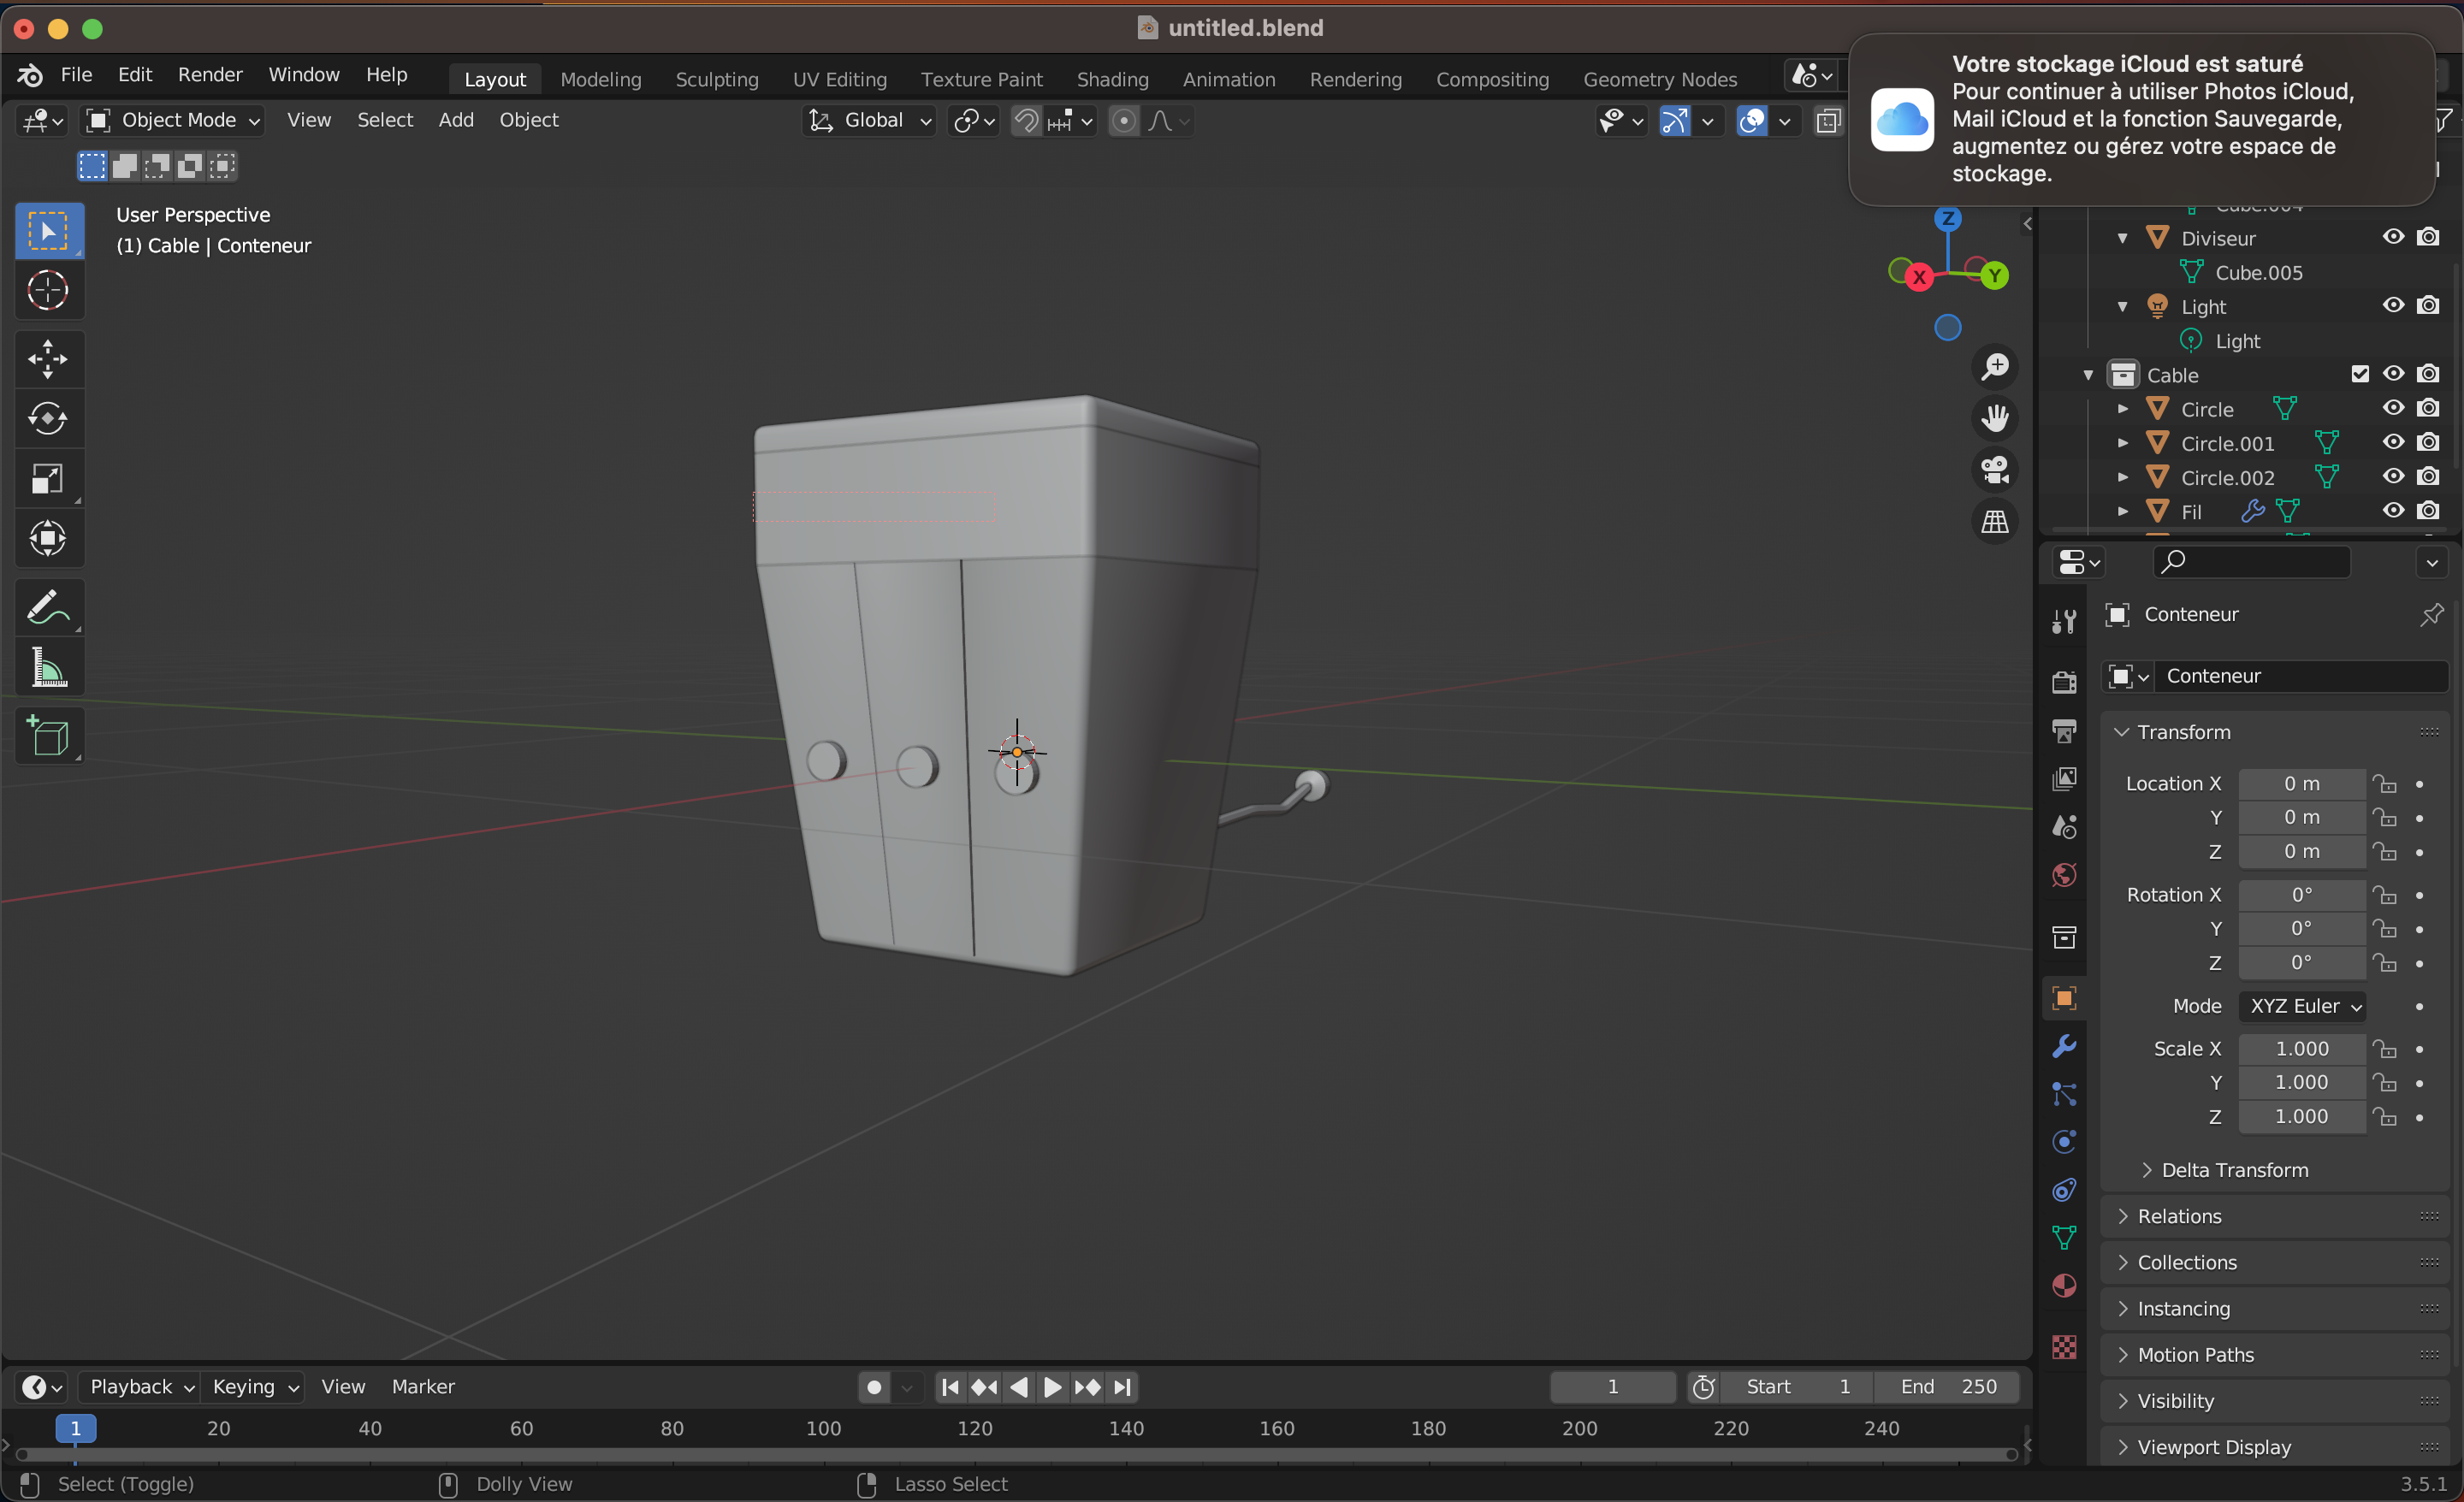 untitled.blend
Votre stockage iCloud est saturé
Pour continuer à utiliser Photos iCloud,
Mail iCloud et la fonction Sauvegarde,
augmentez ou gérez votre espace de
stockage.
File Edit Render Window Help Layout Modeling Sculpting UV Editing Texture Paint Shading Animation Rendering Compositing Geometry Nodes
Object Mode View Select Add Object Global
User Perspective
(1) Cable | Conteneur
Z
X
Y
Cube.004
Diviseur
Cube.005
Light
Light
Cable
Circle
Circle.001
Circle.002
Fil
Conteneur
Conteneur
Transform
Location X 0 m
Y 0 m
Z 0 m
Rotation X 0°
Y 0°
Z 0°
Mode XYZ Euler
Scale X 1.000
Y 1.000
Z 1.000
Delta Transform
Relations
Collections
Instancing
Motion Paths
Visibility
Viewport Display
Playback Keying View Marker 1 Start 1 End 250
1 20 40 60 80 100 120 140 160 180 200 220 240
Select (Toggle) Dolly View Lasso Select 3.5.1